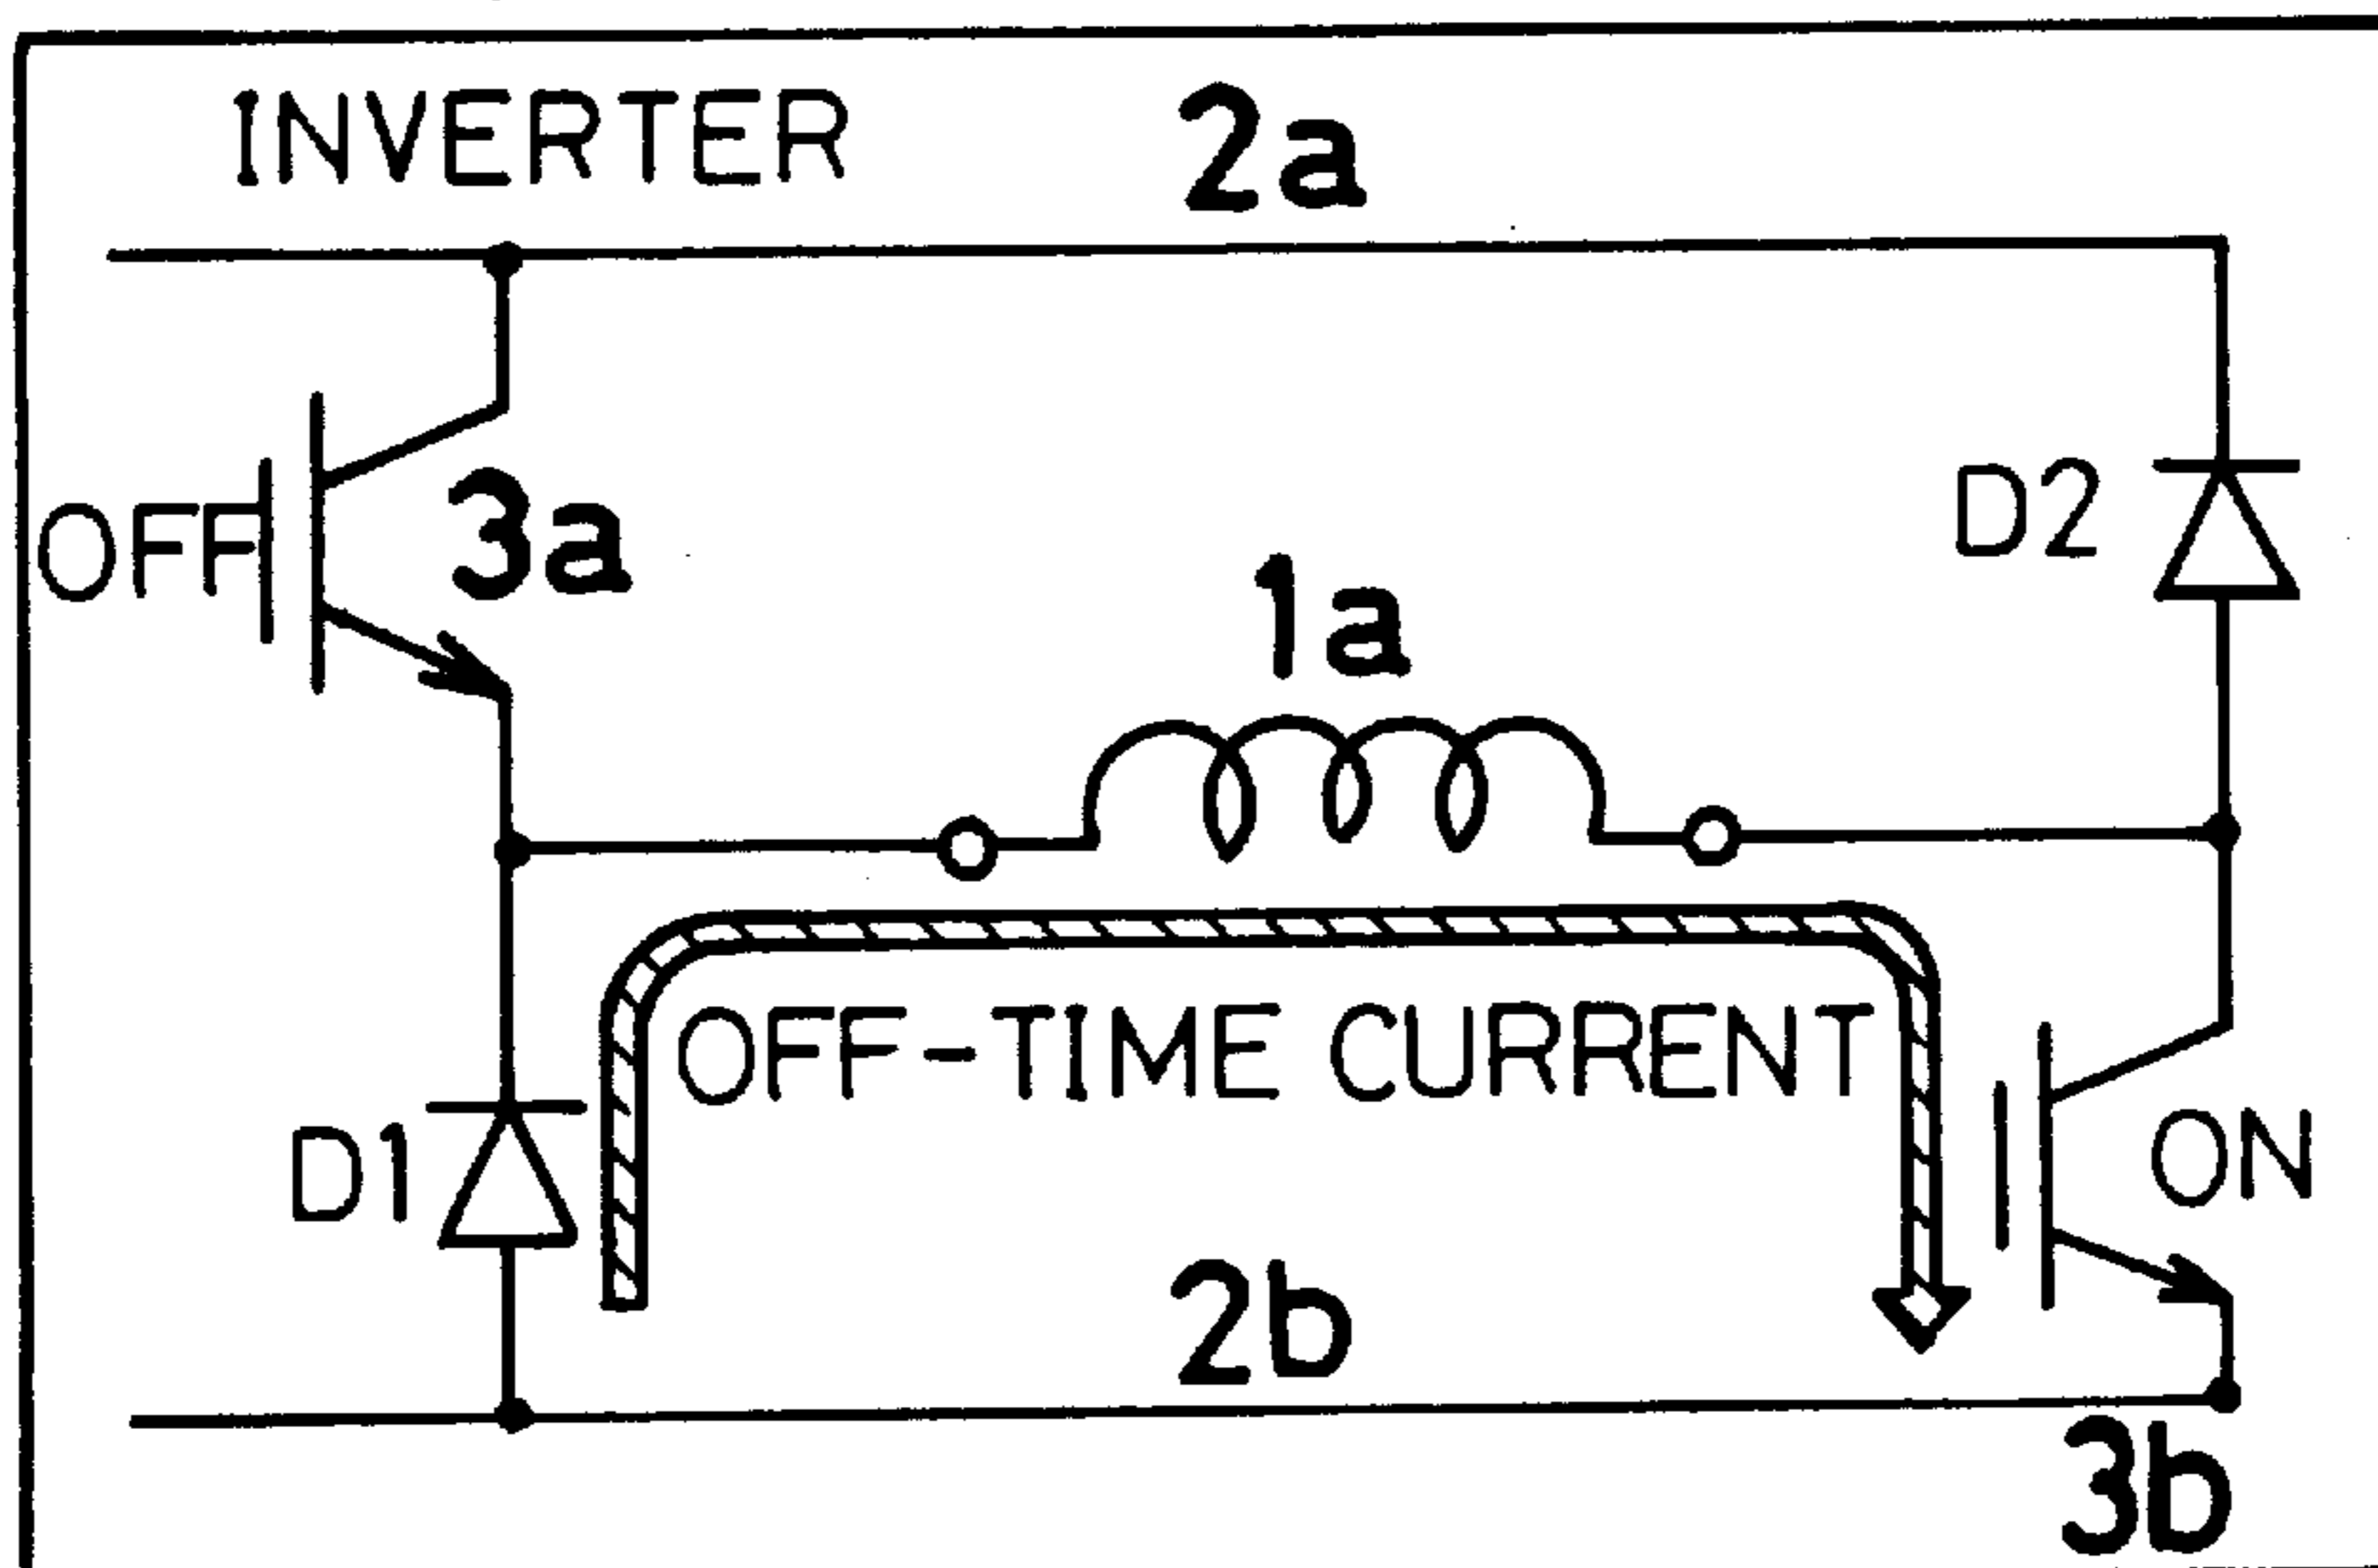 INVERTER
2a
OFF
3a
D2
1a
OFF-TIME CURRENT
D1
ON
2b
3b